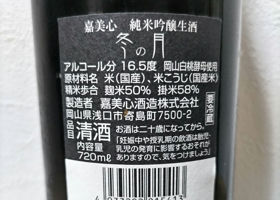 嘉美心 純米吟醸生酒
冬の月
アルコール分 16.5度 岡山白桃酵母使用
原材料名 米(国産)、米こうじ(国産米)
精米歩合 麹米50% 掛米58%
製造者 嘉美心酒造株式会社
岡山県浅口市寄島町7500-2
要冷蔵
品目 清酒
内容量 720ml
お酒は二十歳になってから。
妊娠中や授乳期の飲酒は胎児・
乳児の発育に影響するおそれが
ありますので、気をつけましょう。